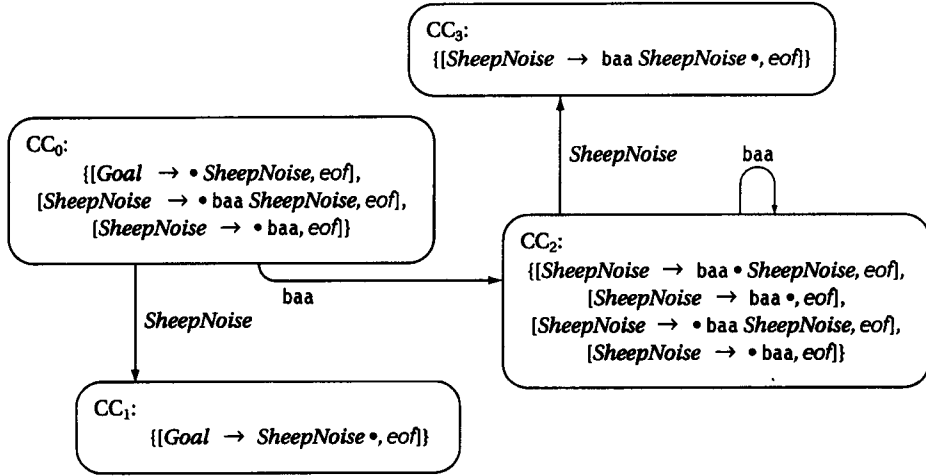 CC₃:
{[SheepNoise → baa SheepNoise •, eof]}
CC₀:
{[Goal → • SheepNoise, eof],
[SheepNoise → • baa SheepNoise, eof],
[SheepNoise → • baa, eof]}
SheepNoise
baa
CC₂:
{[SheepNoise → baa • SheepNoise, eof],
[SheepNoise → baa •, eof],
[SheepNoise → • baa SheepNoise, eof],
[SheepNoise → • baa, eof]}
baa
SheepNoise
CC₁:
{[Goal → SheepNoise •, eof]}